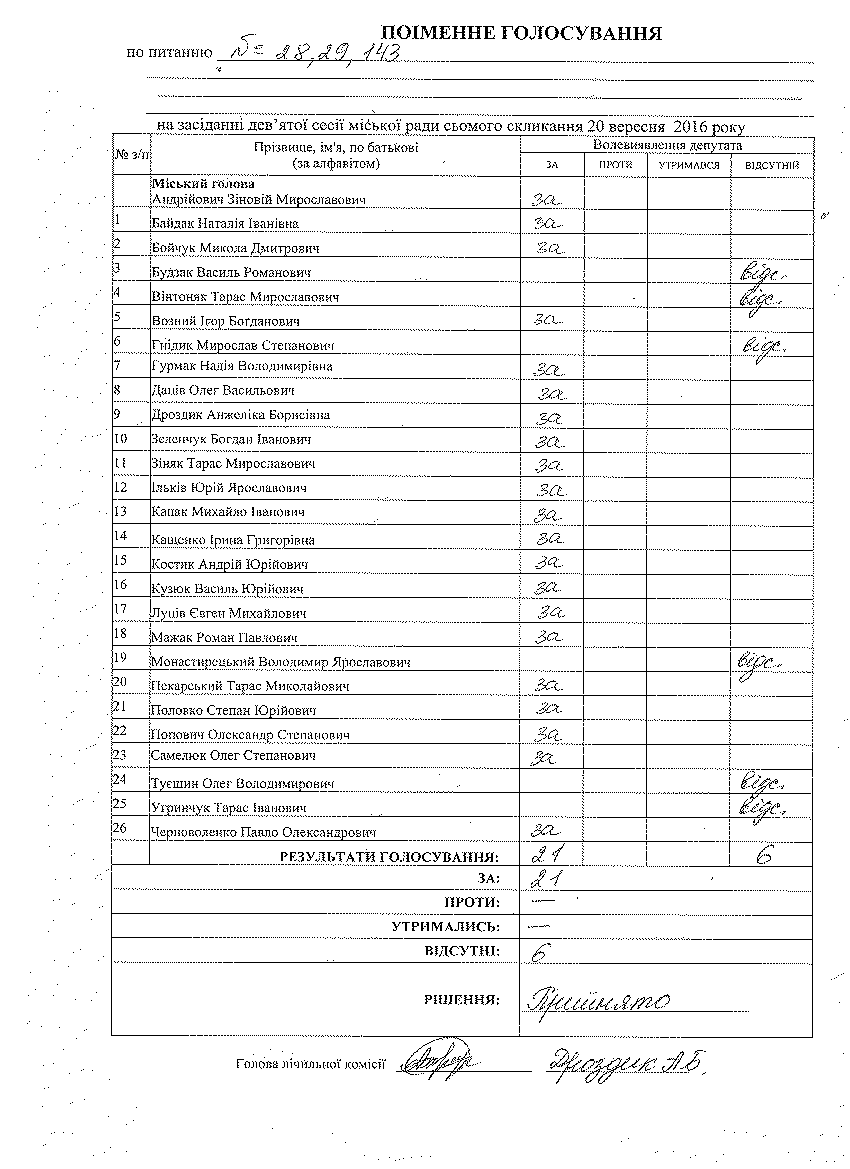 ПОІМЕННЕ ГОЛОСУВАННЯ
по питанню № 28, 29, 143
на засіданні дев’ятої сесії міської ради сьомого скликання 20 вересня 2016 року
№ з/п Прізвище, ім'я, по батькові (за алфавітом) Волевиявлення депутата
ЗА ПРОТИ УТРИМАВСЯ ВІДСУТНІЙ
Міський голова
Андрійович Зіновій Мирославович за
1 Байдак Наталія Іванівна за
2 Бойчук Микола Дмитрович за
3 Будзак Василь Романович відс.
4 Вінтоняк Тарас Мирославович відс.
5 Возний Ігор Богданович за
6 Гнідик Мирослав Степанович відс.
7 Гурмак Надія Володимирівна за
8 Даців Олег Васильович за
9 Дроздик Анжеліка Борисівна за
10 Зеленчук Богдан Іванович за
11 Зіняк Тарас Мирославович за
12 Ільків Юрій Ярославович за
13 Капак Михайло Іванович за
14 Кащенко Ірина Григорівна за
15 Костяк Андрій Юрійович за
16 Кузюк Василь Юрійович за
17 Луців Євген Михайлович за
18 Мажак Роман Павлович за
19 Монастирецький Володимир Ярославович відс.
20 Пекарський Тарас Миколайович за
21 Половко Степан Юрійович за
22 Попович Олександр Степанович за
23 Самелюк Олег Степанович за
24 Туєшин Олег Володимирович відс.
25 Угринчук Тарас Іванович відс.
26 Черноволенко Павло Олександрович за
РЕЗУЛЬТАТИ ГОЛОСУВАННЯ: 21 6
ЗА: 21
ПРОТИ: —
УТРИМАЛИСЬ: —
ВІДСУТНІ: 6
РІШЕННЯ: Прийнято
Голова лічильної комісії Дроздик А.Б.